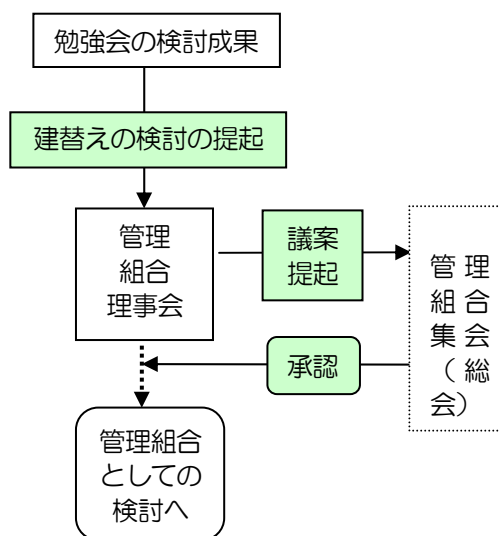 勉強会の検討成果
建替えの検討の提起
管理
組合
理事会
議案
提起
管理
組合
集会
（総
会）
承認
管理組合
としての
検討へ